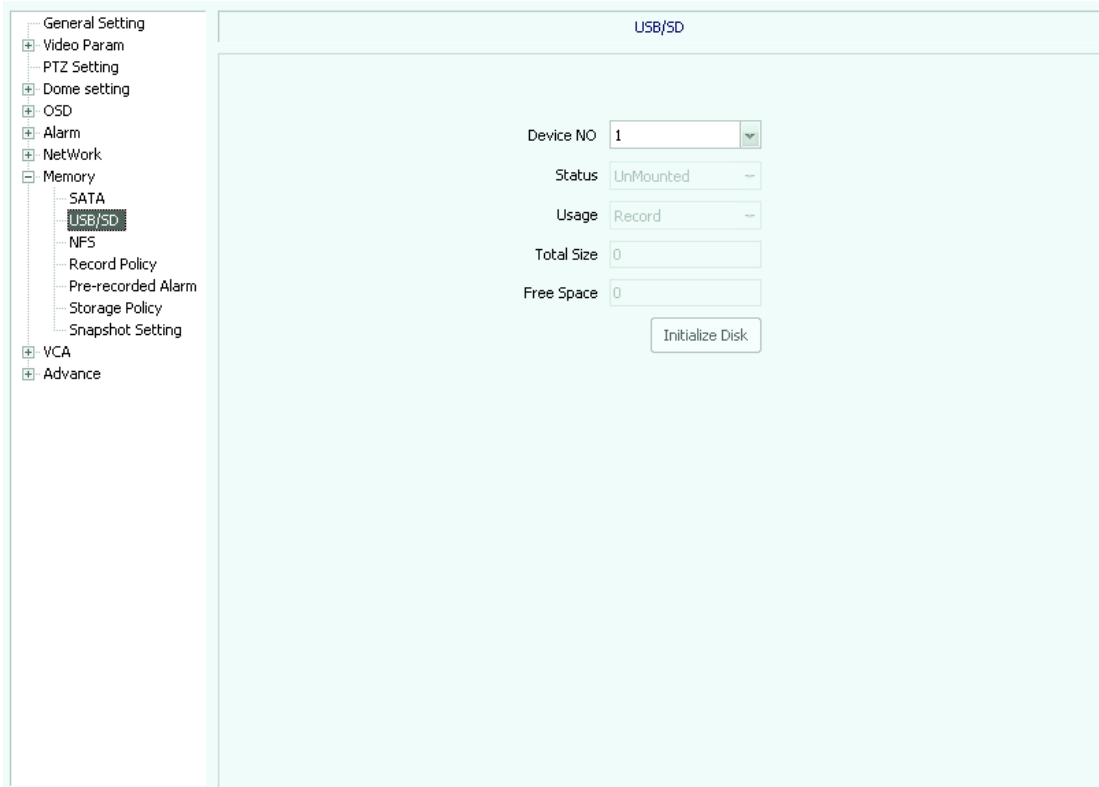 General Setting
Video Param
PTZ Setting
Dome setting
OSD
Alarm
NetWork
Memory
SATA
USB/SD
NFS
Record Policy
Pre-recorded Alarm
Storage Policy
Snapshot Setting
VCA
Advance
USB/SD
Device NO 1
Status UnMounted
Usage Record
Total Size 0
Free Space 0
Initialize Disk